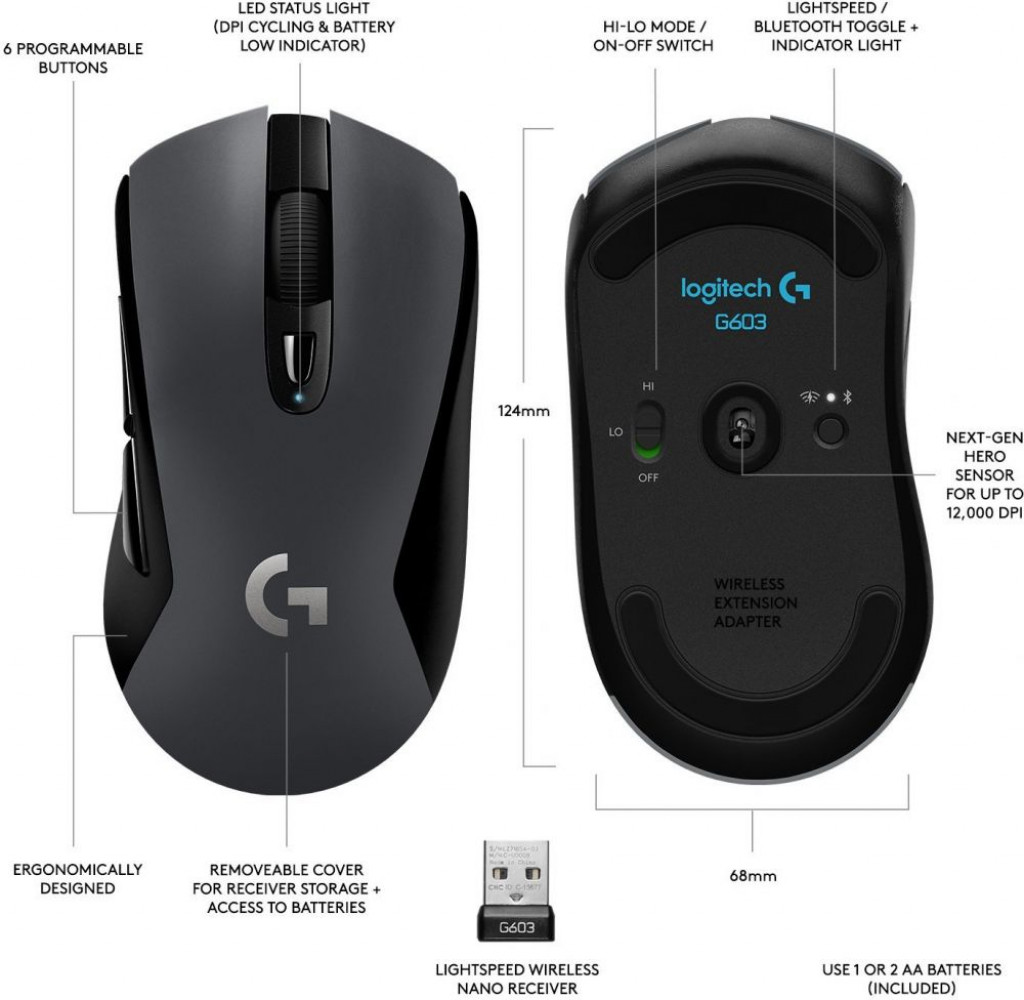 LED STATUS LIGHT
(DPI CYCLING & BATTERY
LOW INDICATOR)
6 PROGRAMMABLE
BUTTONS
HI-LO MODE /
ON-OFF SWITCH
LIGHTSPEED /
BLUETOOTH TOGGLE +
INDICATOR LIGHT
logitech G
G603
HI
LO
OFF
124mm
NEXT-GEN
HERO
SENSOR
FOR UP TO
12,000 DPI
G
WIRELESS
EXTENSION
ADAPTER
ERGONOMICALLY
DESIGNED
REMOVEABLE COVER
FOR RECEIVER STORAGE +
ACCESS TO BATTERIES
68mm
G603
LIGHTSPEED WIRELESS
NANO RECEIVER
USE 1 OR 2 AA BATTERIES
(INCLUDED)